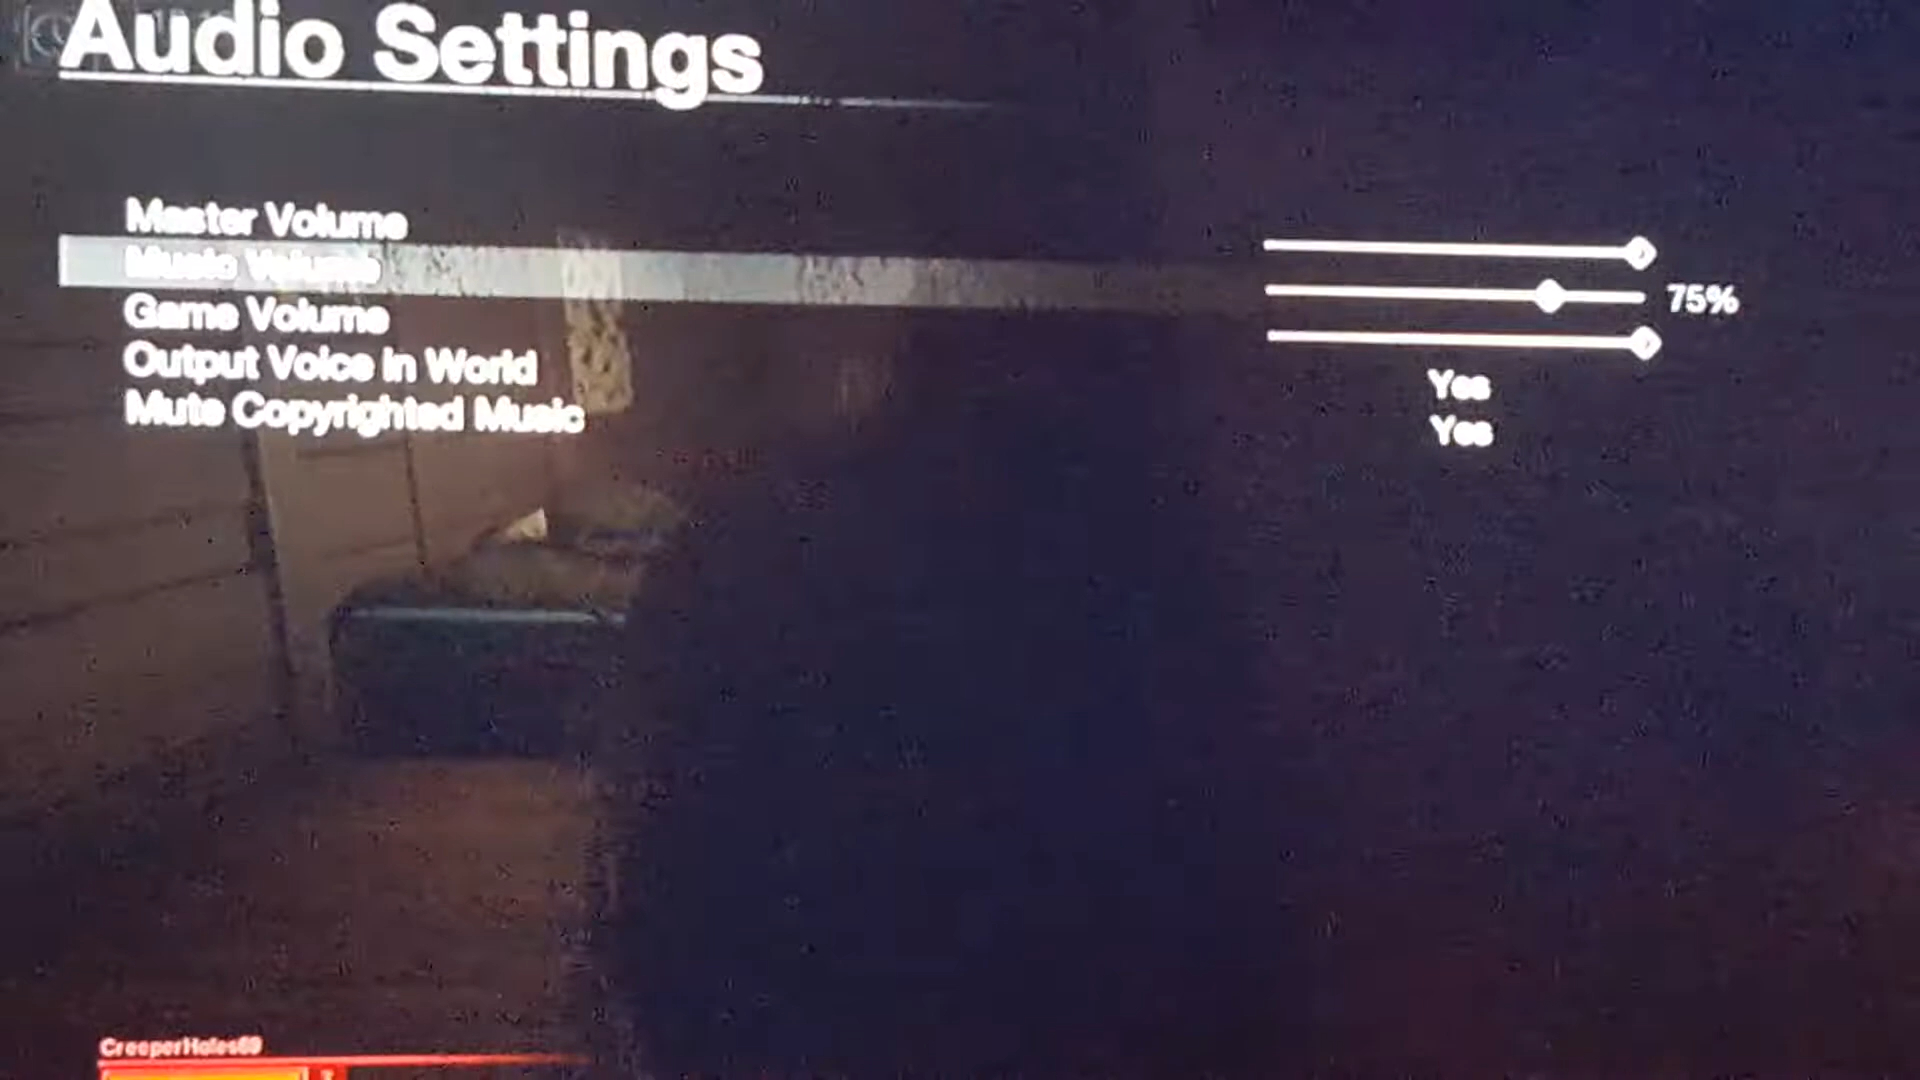 Audio Settings
Master Volume
Music Volume
75%
Game Volume
Output Voice In World
Yes
Mute Copyrighted Music
Yes
CreeperHoles69